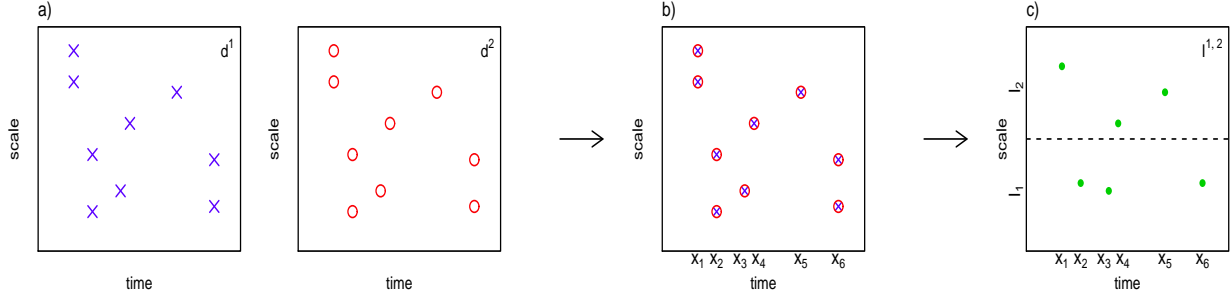 a)
d¹
scale
time
d²
scale
b)
scale
x₁ x₂ x₃ x₄ x₅ x₆
time
c)
I¹,²
I₂
scale
I₁
x₁ x₂ x₃ x₄ x₅ x₆
time